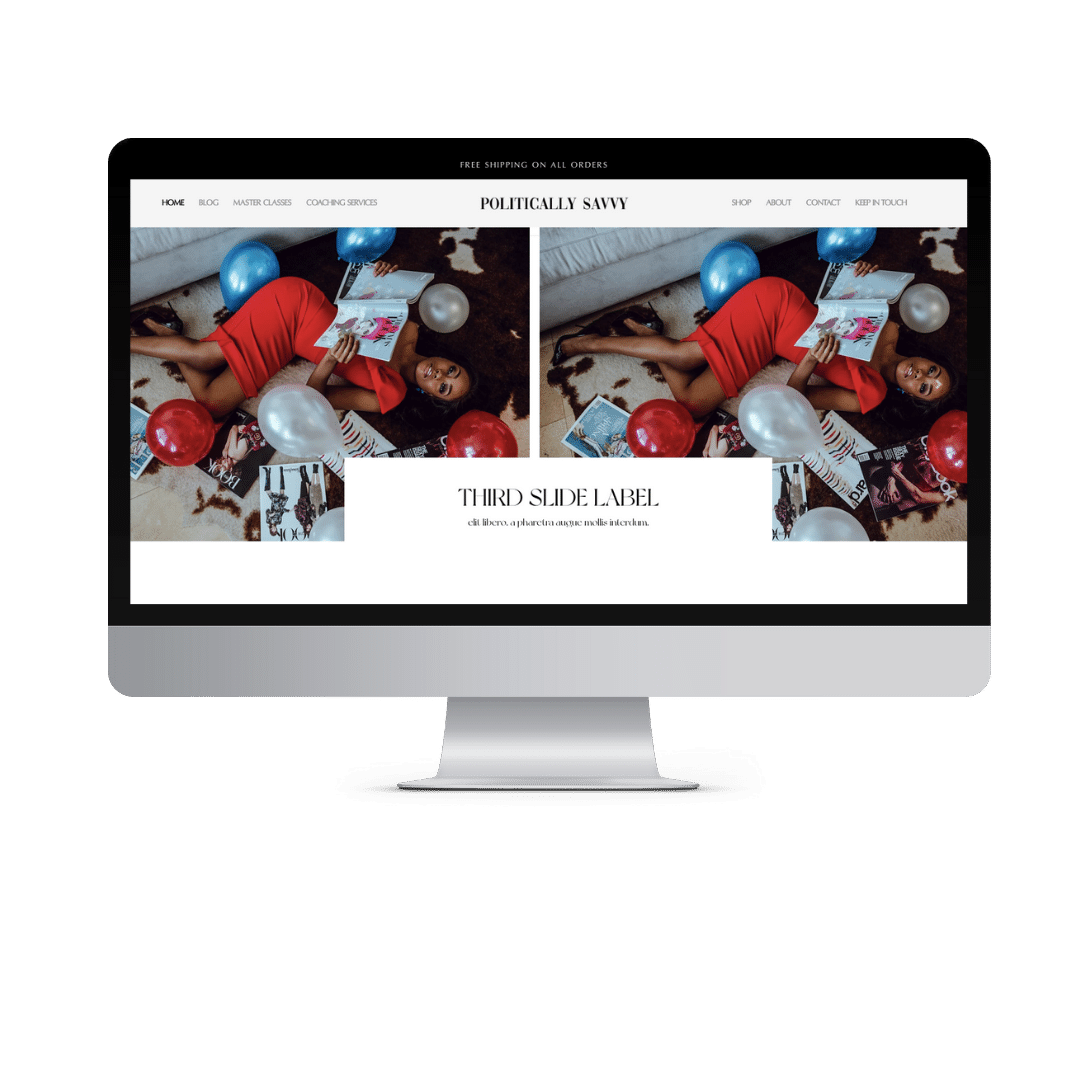 FREE SHIPPING ON ALL ORDERS
HOME BLOG MASTER CLASSES COACHING SERVICES POLITICALLY SAVVY SHOP ABOUT CONTACT KEEP IN TOUCH
THIRD SLIDE LABEL
elit libero, a pharetra augue mollis interdum.